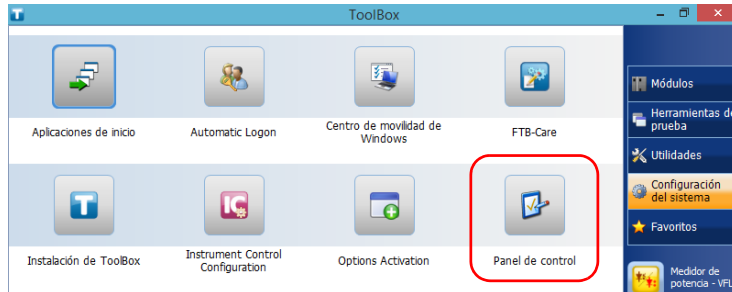 ToolBox
Aplicaciones de inicio
Automatic Logon
Centro de movilidad de
Windows
FTB-Care
Instalación de ToolBox
Instrument Control
Configuration
Options Activation
Panel de control
Módulos
Herramientas de
prueba
Utilidades
Configuración
del sistema
Favoritos
Medidor de
potencia - VFL